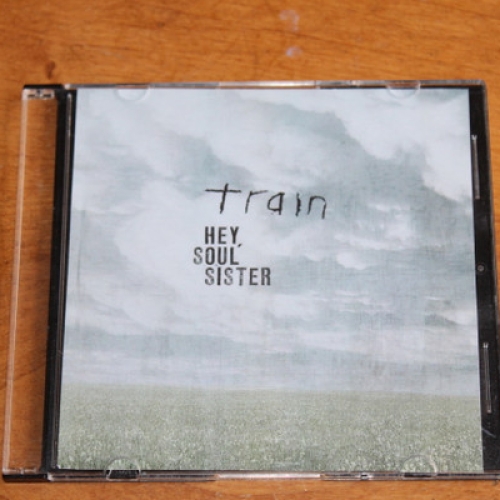 train
HEY,
SOUL
SISTER